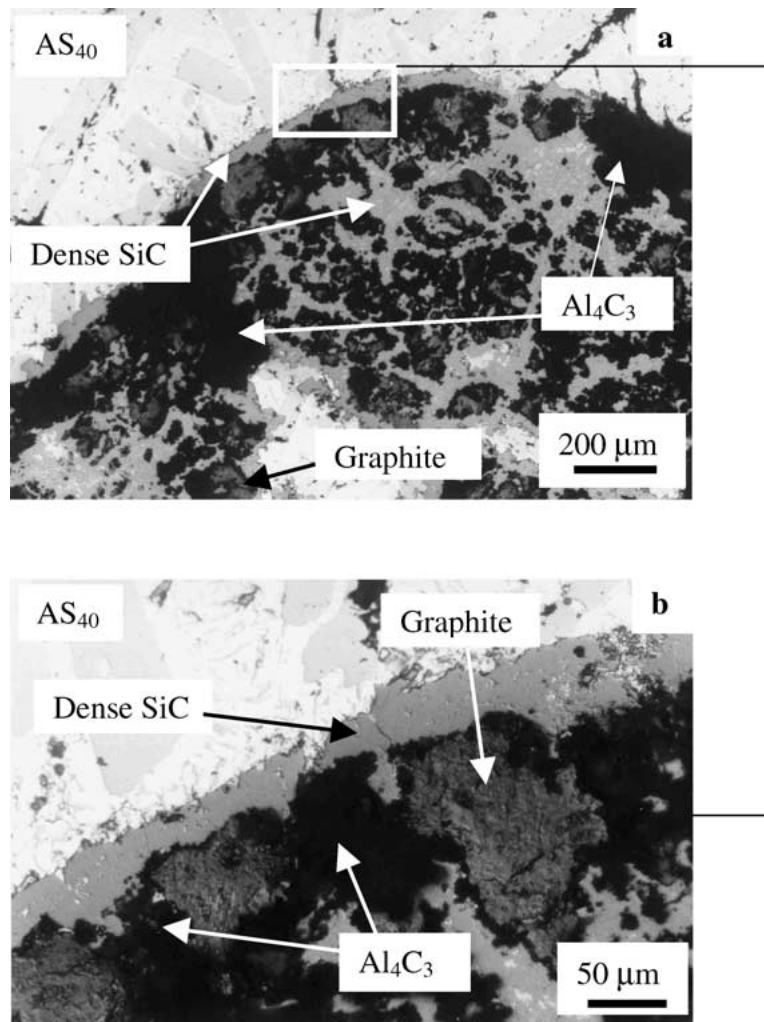 AS₄₀
a
Dense SiC
Al₄C₃
Graphite
200 µm
AS₄₀
b
Graphite
Dense SiC
Al₄C₃
50 µm